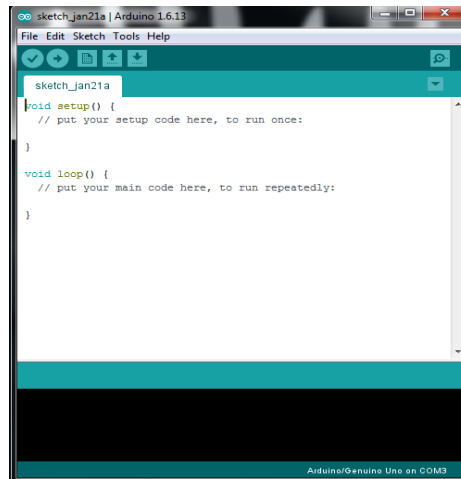 sketch_jan21a | Arduino 1.6.13
File Edit Sketch Tools Help
sketch_jan21a
void setup() {
// put your setup code here, to run once:
}
void loop() {
// put your main code here, to run repeatedly:
}
Arduino/Genuino Uno on COM3